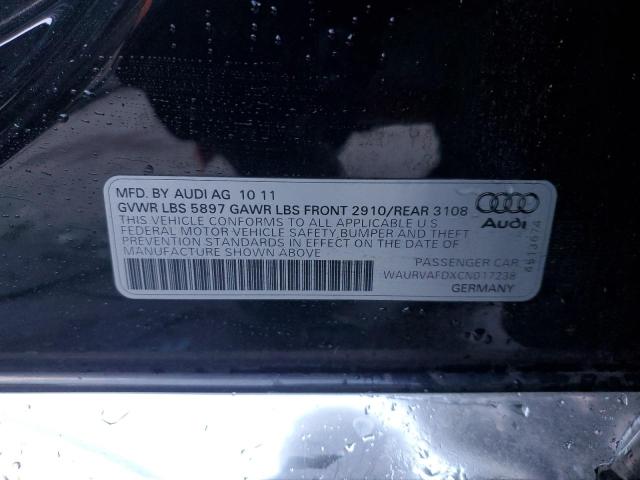 MFD. BY AUDI AG 10 11
GVWR LBS 5897 GAWR LBS FRONT 2910/REAR 3108
THIS VEHICLE CONFORMS TO ALL APPLICABLE U.S.
FEDERAL MOTOR VEHICLE SAFETY BUMPER AND THEFT
PREVENTION STANDARDS IN EFFECT ON THE DATE OF
MANUFACTURE SHOWN ABOVE
Audi
PASSENGER CAR
WAURVAFDXCN017238
GERMANY
6513674